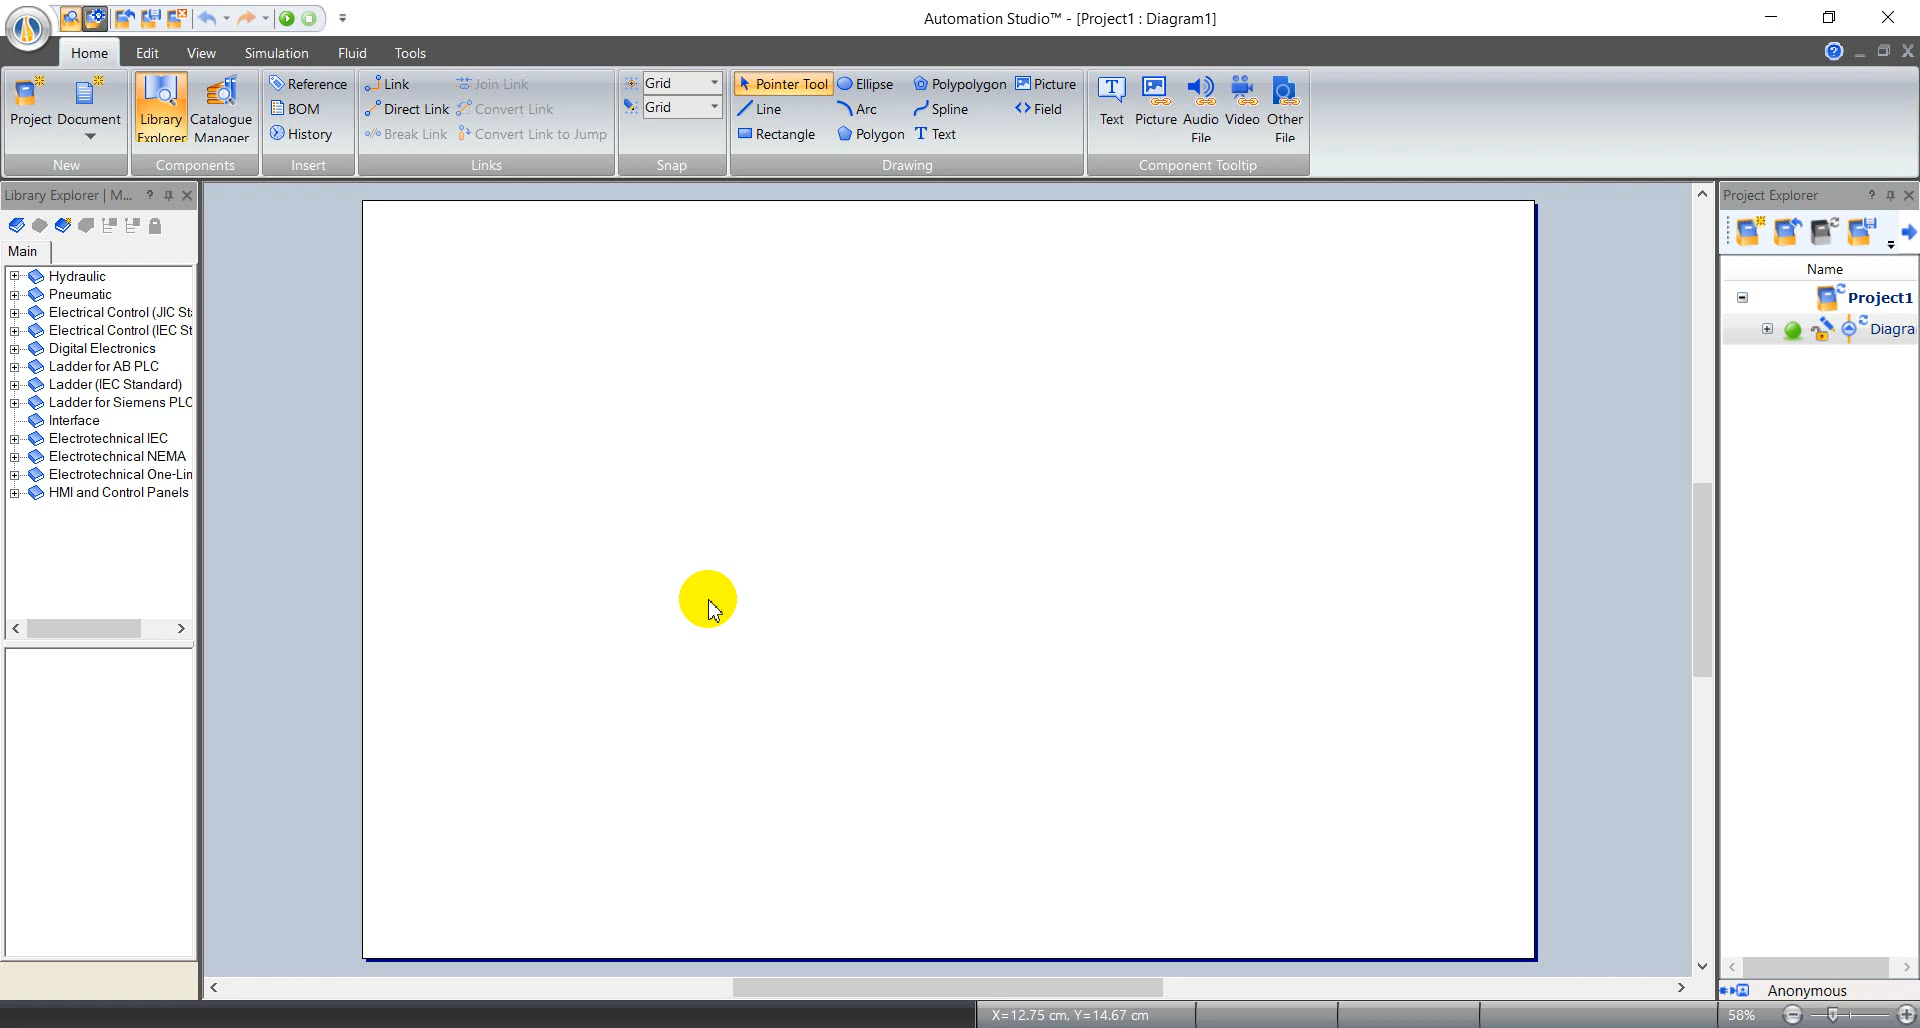 Automation Studio™ - [Project1 : Diagram1]
Home Edit View Simulation Fluid Tools
Project Document
New
Library Explorer
Catalogue Manager
Components
Reference
BOM
History
Insert
Link
Direct Link
Break Link
Join Link
Convert Link
Convert Link to Jump
Links
Grid
Grid
Snap
Pointer Tool
Line
Rectangle
Ellipse
Arc
Polygon
Polypolygon
Spline
Text
Picture
Field
Drawing
Text Picture Audio File Video Other File
Component Tooltip
Library Explorer | M... ?
Main
Hydraulic
Pneumatic
Electrical Control (JIC St
Electrical Control (IEC St
Digital Electronics
Ladder for AB PLC
Ladder (IEC Standard)
Ladder for Siemens PLC
Interface
Electrotechnical IEC
Electrotechnical NEMA
Electrotechnical One-Lin
HMI and Control Panels
Project Explorer ?
Name
Project1
Diagra
Anonymous
X=12.75 cm, Y=14.67 cm
58%